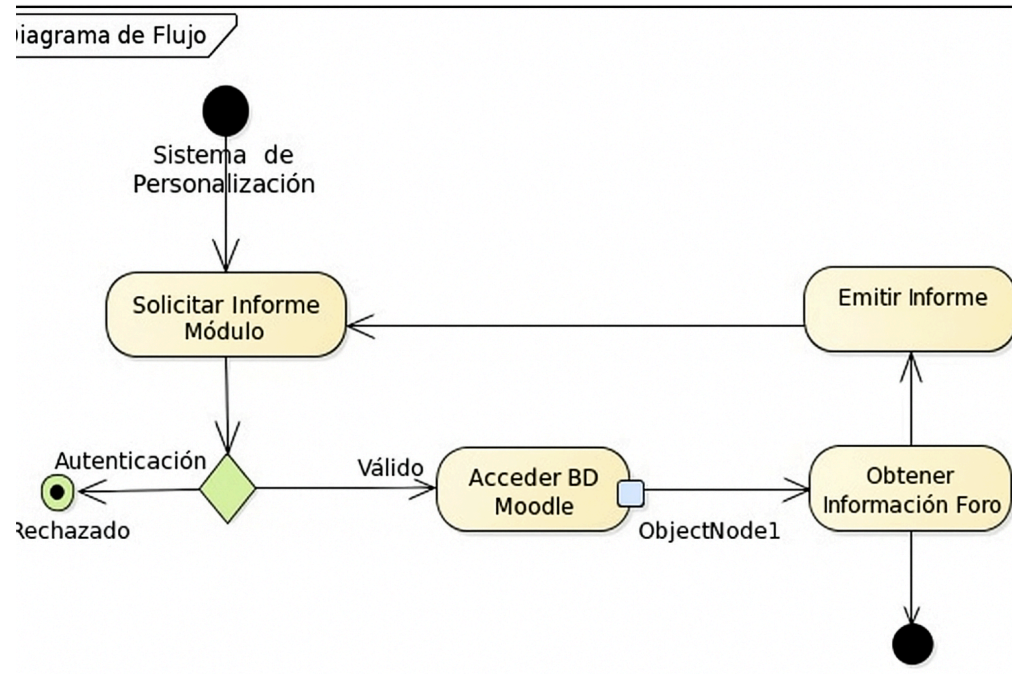 iagrama de Flujo
Sistema de
Personalización
Solicitar Informe
Módulo
Emitir Informe
Autenticación
Válido
Acceder BD
Moodle
Obtener
Información Foro
Rechazado
ObjectNode1